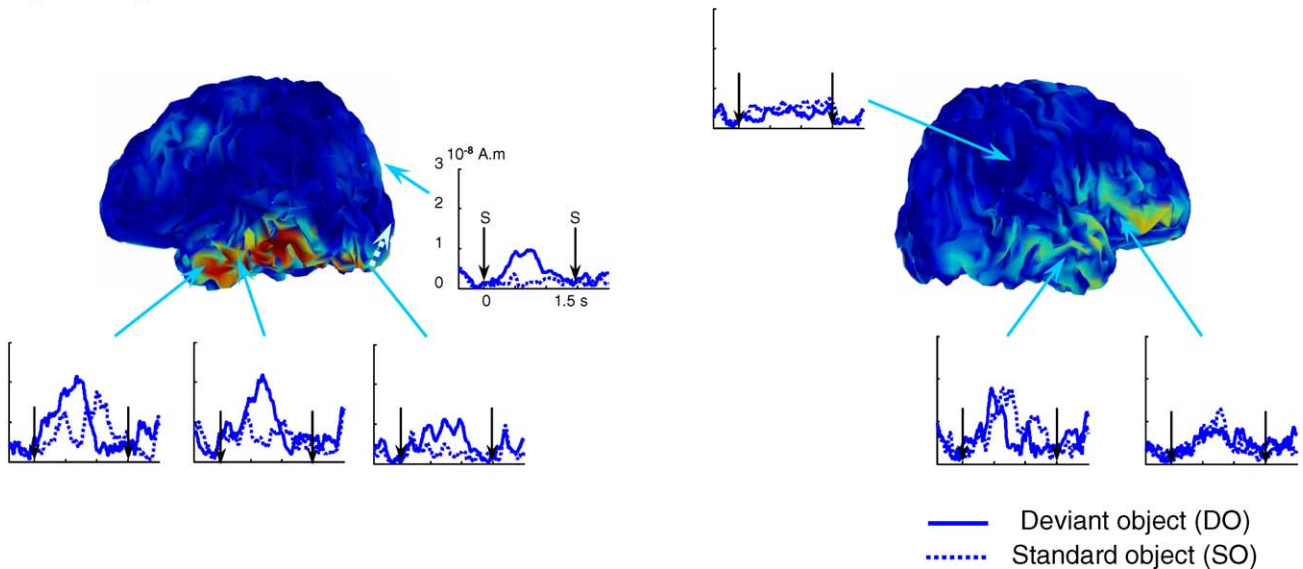 10⁻⁸ A.m
3
2
1
0
S S
0 1.5 s
Deviant object (DO)
Standard object (SO)